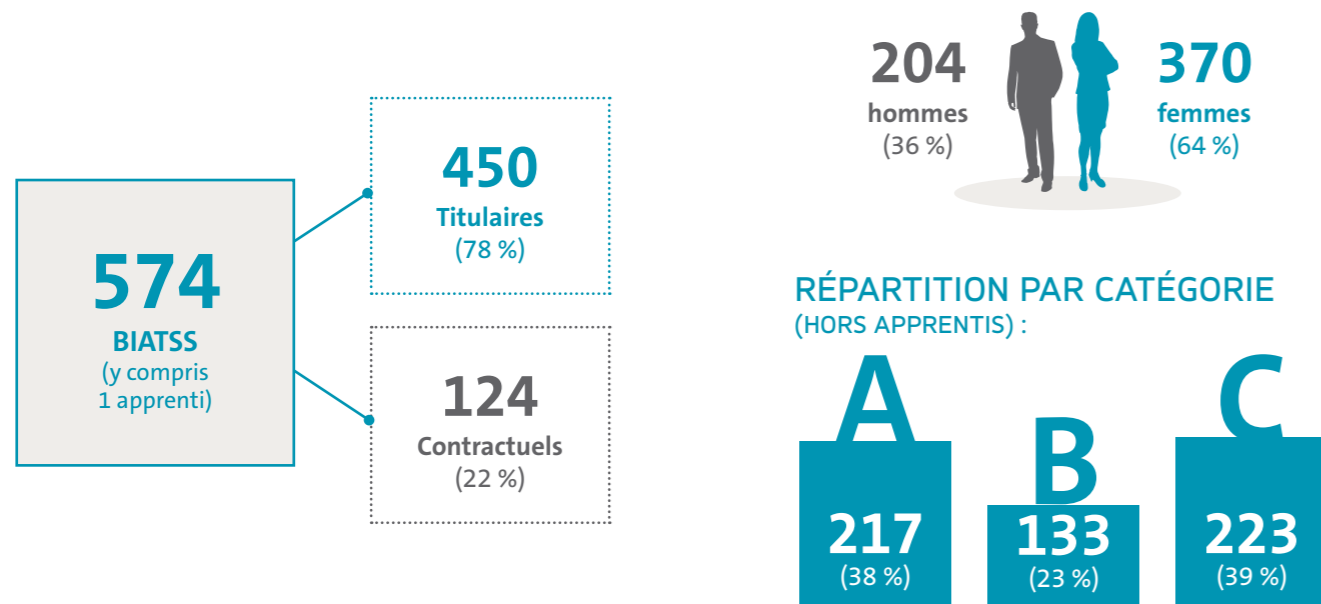 574
BIATSS
(y compris
1 apprenti)
450
Titulaires
(78 %)
124
Contractuels
(22 %)
204
hommes
(36 %)
370
femmes
(64 %)
RÉPARTITION PAR CATÉGORIE
(HORS APPRENTIS) :
A
217
(38 %)
B
133
(23 %)
C
223
(39 %)